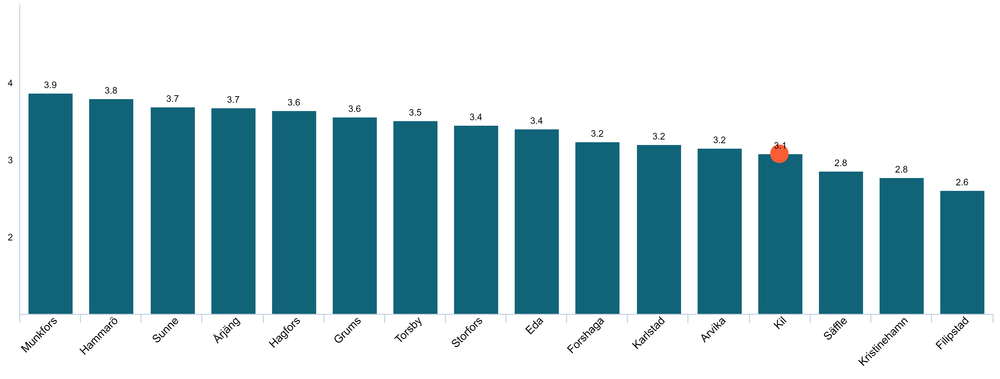 4
3
2
3.9
3.8
3.7
3.7
3.6
3.6
3.5
3.4
3.4
3.2
3.2
3.2
3.1
2.8
2.8
2.6
Munkfors
Hammarö
Sunne
Årjäng
Hagfors
Grums
Torsby
Storfors
Eda
Forshaga
Karlstad
Arvika
Kil
Säffle
Kristinehamn
Filipstad